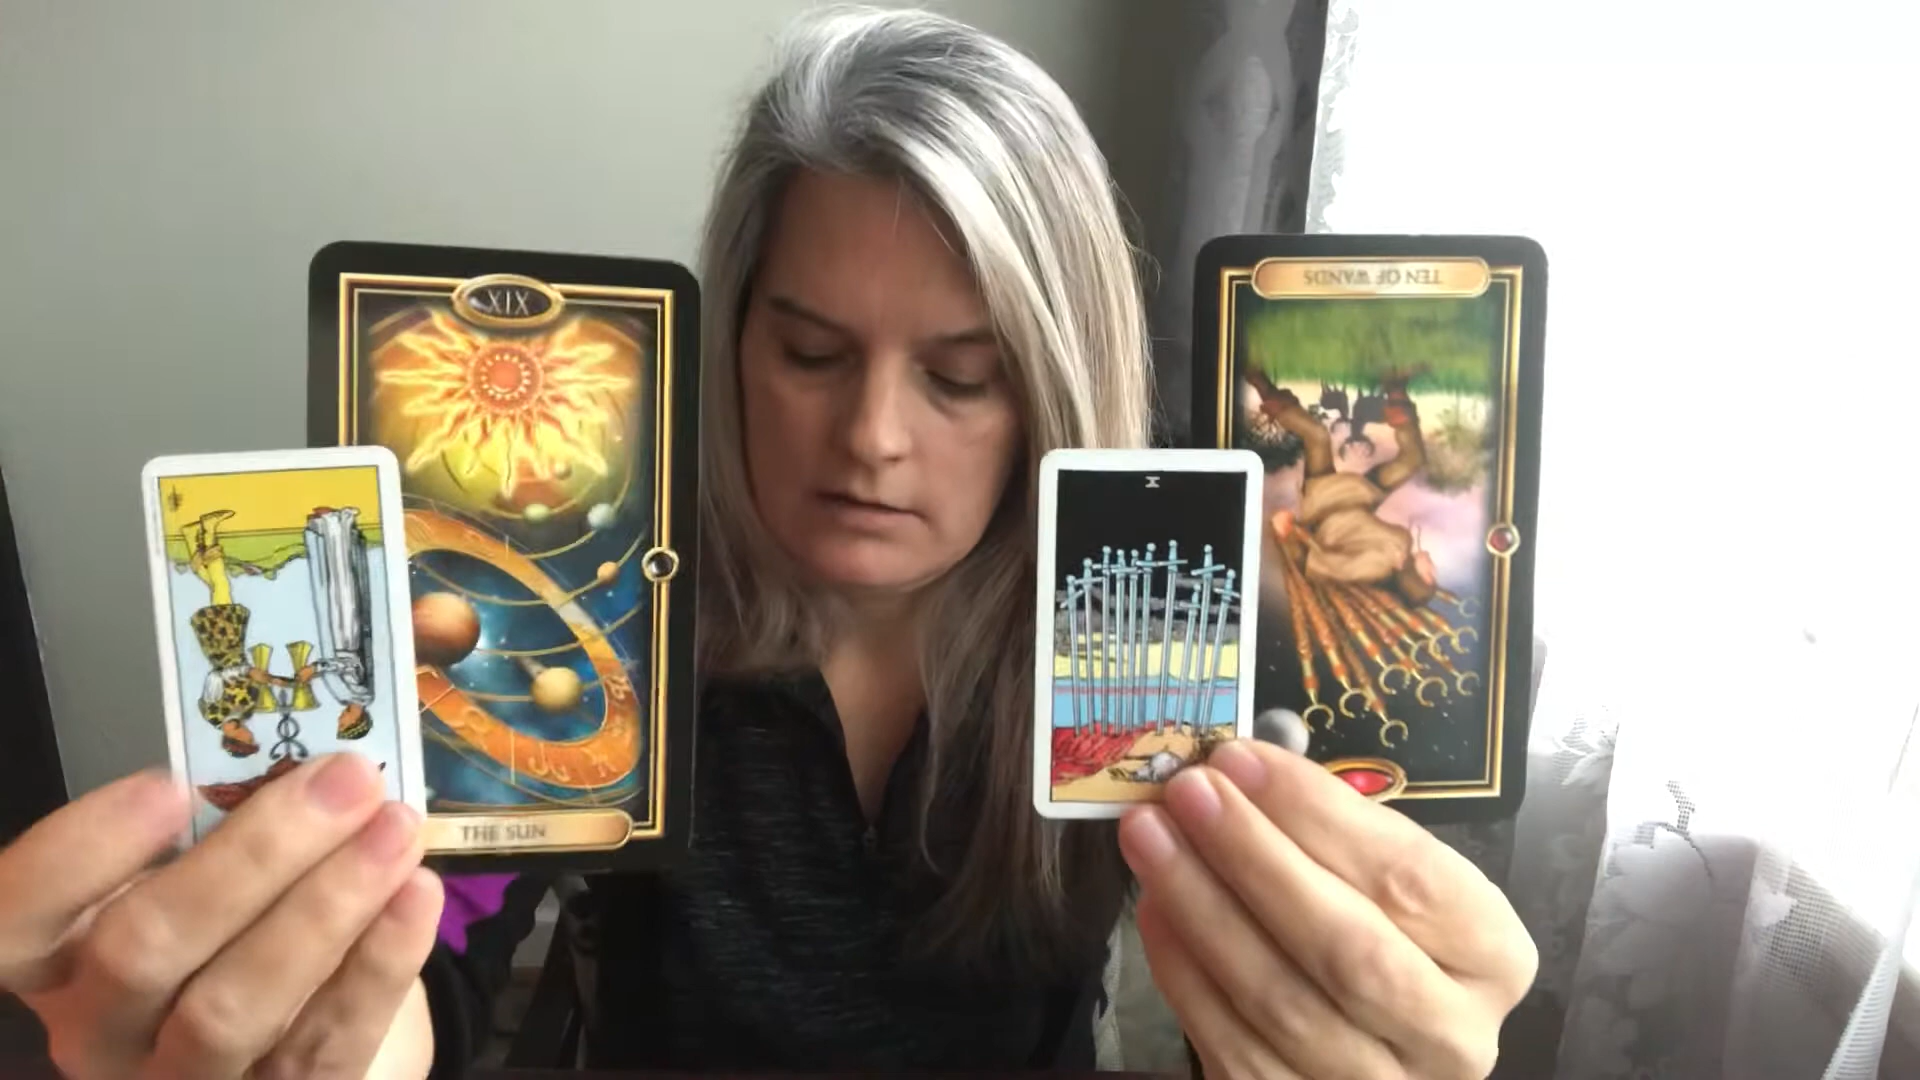 XIX
THE SUN
X
TEN OF WANDS